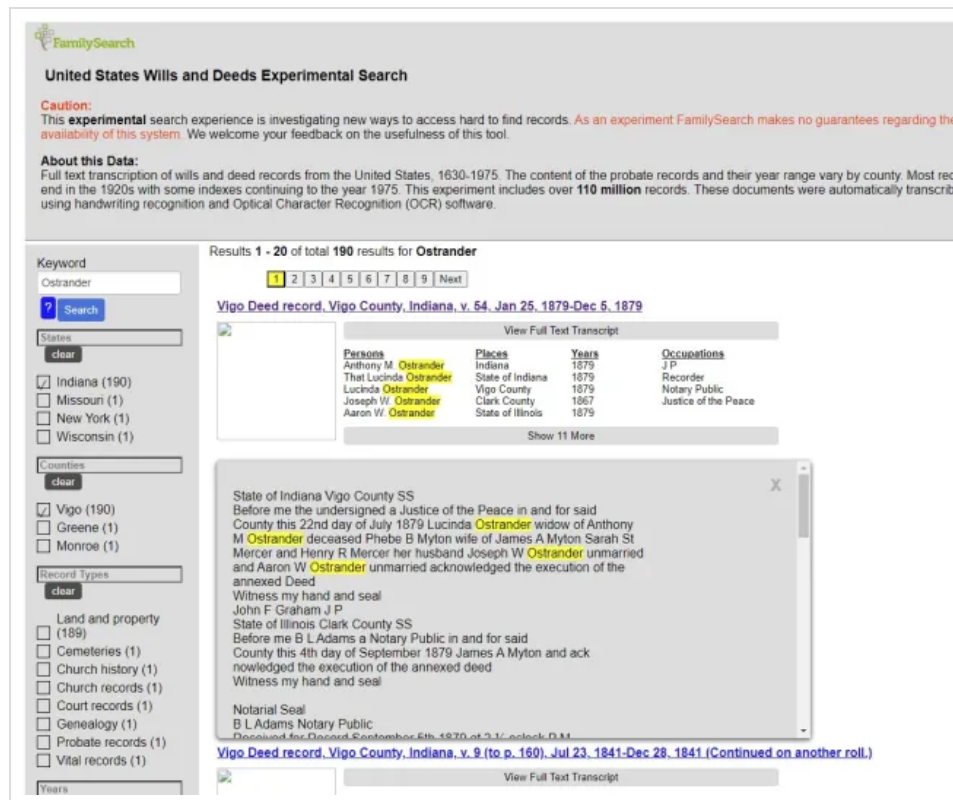 FamilySearch
United States Wills and Deeds Experimental Search
Caution:
This experimental search experience is investigating new ways to access hard to find records. As an experiment FamilySearch makes no guarantees regarding the
availability of this system. We welcome your feedback on the usefulness of this tool.
About this Data:
Full text transcription of wills and deed records from the United States, 1630-1975. The content of the probate records and their year range vary by county. Most rec
end in the 1920s with some indexes continuing to the year 1975. This experiment includes over 110 million records. These documents were automatically transcrib
using handwriting recognition and Optical Character Recognition (OCR) software.
Keyword
Ostrander
? Search
States
clear
Indiana (190)
Missouri (1)
New York (1)
Wisconsin (1)
Counties
clear
Vigo (190)
Greene (1)
Monroe (1)
Record Types
clear
Land and property
(189)
Cemeteries (1)
Church history (1)
Church records (1)
Court records (1)
Genealogy (1)
Probate records (1)
Vital records (1)
Years
Results 1 - 20 of total 190 results for Ostrander
1 2 3 4 5 6 7 8 9 Next
Vigo Deed record, Vigo County, Indiana, v. 54, Jan 25, 1879-Dec 5, 1879
View Full Text Transcript
Persons Places Years Occupations
Anthony M. Ostrander Indiana 1879 J P
That Lucinda Ostrander State of Indiana 1879 Recorder
Lucinda Ostrander Vigo County 1879 Notary Public
Joseph W. Ostrander Clark County 1867 Justice of the Peace
Aaron W. Ostrander State of Illinois 1879
Show 11 More
X
State of Indiana Vigo County SS
Before me the undersigned a Justice of the Peace in and for said
County this 22nd day of July 1879 Lucinda Ostrander widow of Anthony
M Ostrander deceased Phebe B Myton wife of James A Myton Sarah St
Mercer and Henry R Mercer her husband Joseph W Ostrander unmarried
and Aaron W Ostrander unmarried acknowledged the execution of the
annexed Deed
Witness my hand and seal
John F Graham J P
State of Illinois Clark County SS
Before me B L Adams a Notary Public in and for said
County this 4th day of September 1879 James A Myton and ack
nowledged the execution of the annexed deed
Witness my hand and seal
Notarial Seal
B L Adams Notary Public
Received for Record September 5th 1879 at 2 ½ oclock P M
Vigo Deed record, Vigo County, Indiana, v. 9 (to p. 160), Jul 23, 1841-Dec 28, 1841 (Continued on another roll.)
View Full Text Transcript